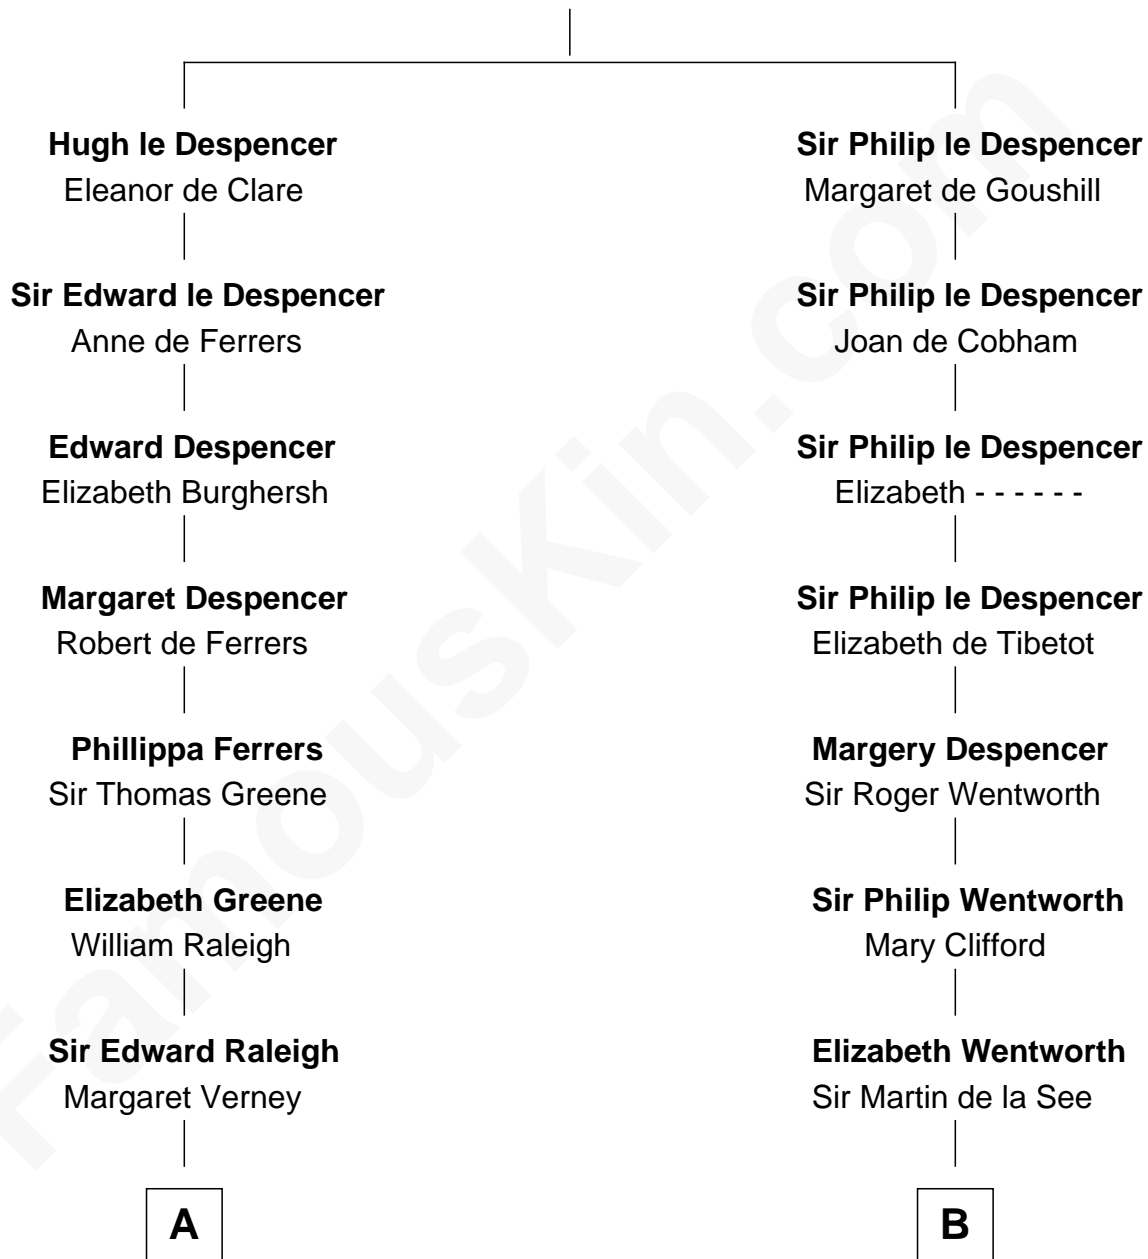 Hugh le Despencer
Eleanor de Clare
Sir Edward le Despencer
Anne de Ferrers
Edward Despencer
Elizabeth Burghersh
Margaret Despencer
Robert de Ferrers
Phillippa Ferrers
Sir Thomas Greene
Elizabeth Greene
William Raleigh
Sir Edward Raleigh
Margaret Verney
A
Sir Philip le Despencer
Margaret de Goushill
Sir Philip le Despencer
Joan de Cobham
Sir Philip le Despencer
Elizabeth - - - - - -
Sir Philip le Despencer
Elizabeth de Tibetot
Margery Despencer
Sir Roger Wentworth
Sir Philip Wentworth
Mary Clifford
Elizabeth Wentworth
Sir Martin de la See
B
FamousKin.com